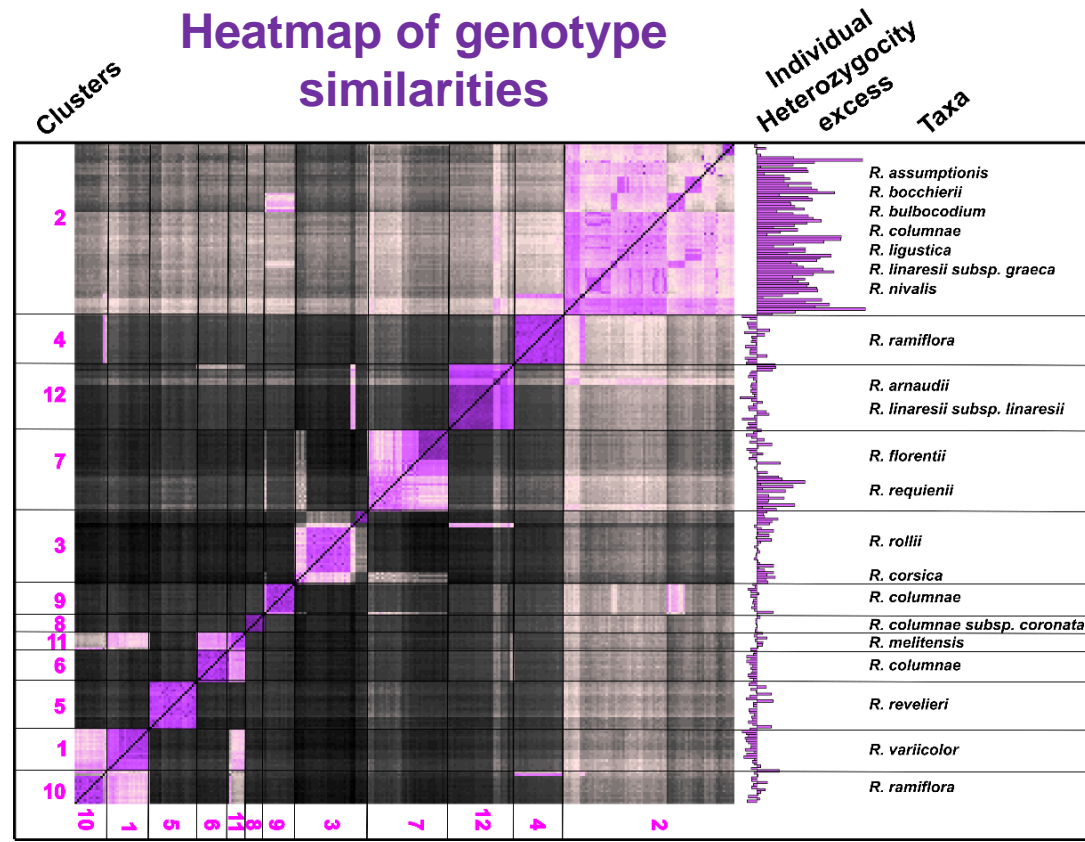 Heatmap of genotype
similarities
Clusters
Individual
Heterozygocity
excess
Taxa
2
R. assumptionis
R. bocchierii
R. bulbocodium
R. columnae
R. ligustica
R. linaresii subsp. graeca
R. nivalis
4
R. ramiflora
12
R. arnaudii
R. linaresii subsp. linaresii
7
R. florentii
R. requienii
3
R. rollii
R. corsica
9
R. columnae
8
R. columnae subsp. coronata
11
R. melitensis
6
R. columnae
5
R. revelieri
1
R. variicolor
10
R. ramiflora
10 1 5 6 11 8 9 3 7 12 4 2